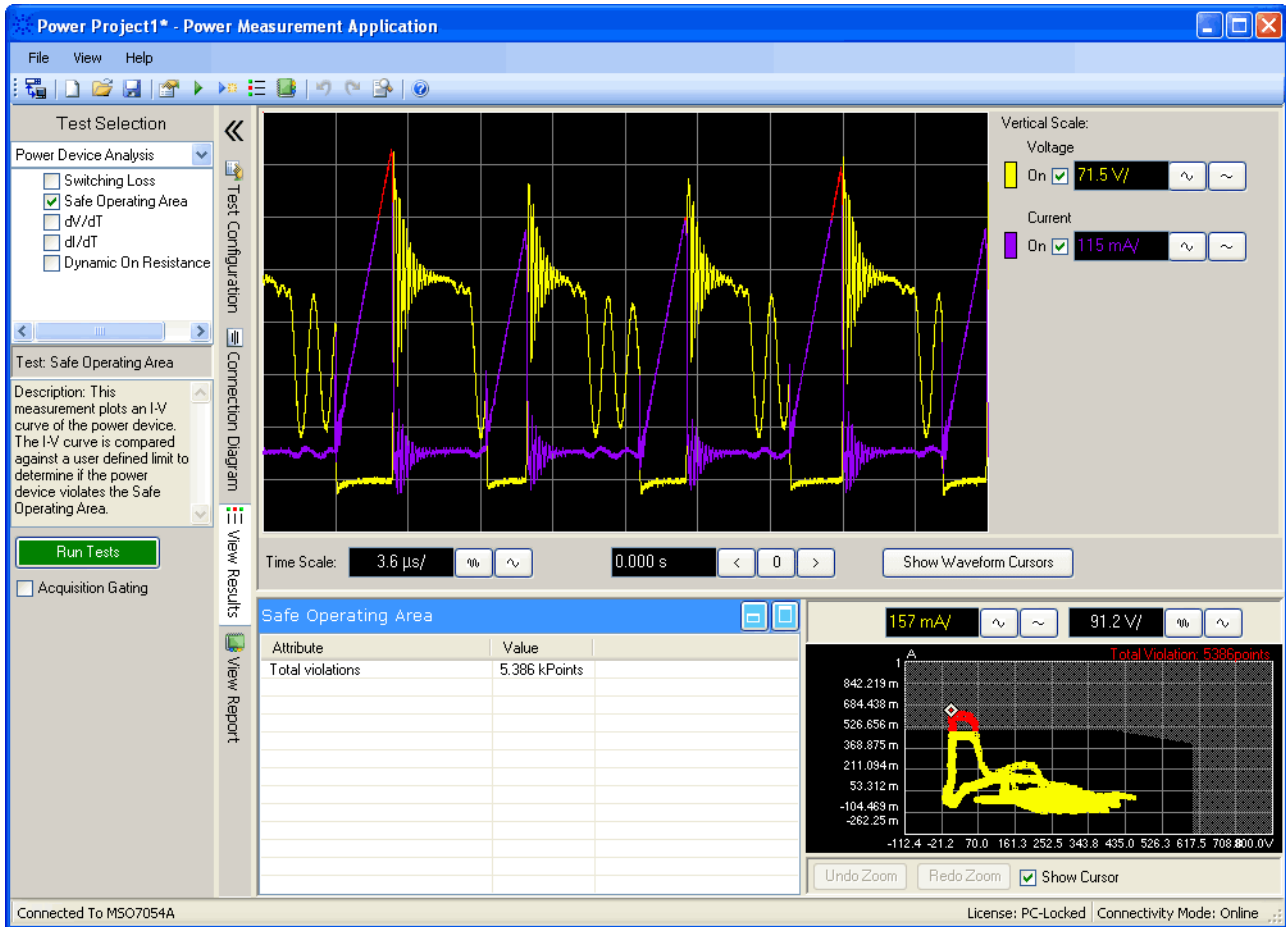 Power Project1* - Power Measurement Application
File View Help
Test Selection
Power Device Analysis
Switching Loss
Safe Operating Area
dV/dT
dI/dT
Dynamic On Resistance
Test: Safe Operating Area
Description: This
measurement plots an I-V
curve of the power device.
The I-V curve is compared
against a user defined limit to
determine if the power
device violates the Safe
Operating Area.
Run Tests
Acquisition Gating
Test Configuration
Connection Diagram
View Results
View Report
Vertical Scale:
Voltage
On 71.5 V/
Current
On 115 mA/
Time Scale: 3.6 µs/ 0.000 s < 0 > Show Waveform Cursors
Safe Operating Area
Attribute Value
Total violations 5.386 kPoints
157 mA/ 91.2 V/
A Total Violation: 5386points
1
842.219 m
684.438 m
526.656 m
368.875 m
211.094 m
53.312 m
-104.469 m
-262.25 m
-112.4 -21.2 70.0 161.3 252.5 343.8 435.0 526.3 617.5 708.8 800.0V
Undo Zoom Redo Zoom Show Cursor
Connected To MSO7054A License: PC-Locked Connectivity Mode: Online